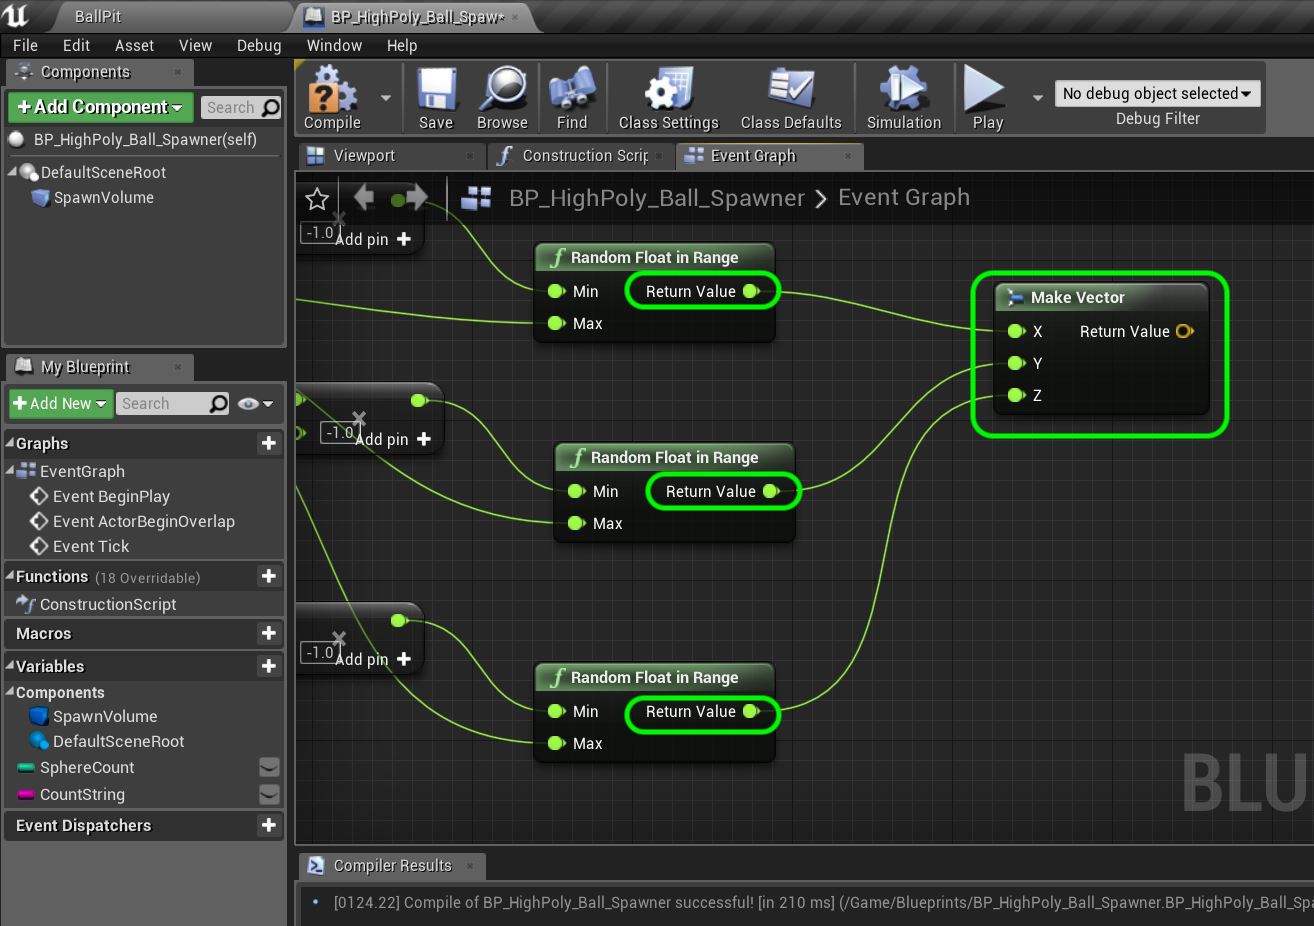 BallPit
BP_HighPoly_Ball_Spaw*
File Edit Asset View Debug Window Help
Components
Add Component
Search
BP_HighPoly_Ball_Spawner(self)
DefaultSceneRoot
SpawnVolume
Compile
Save
Browse
Find
Class Settings
Class Defaults
Simulation
Play
No debug object selected
Debug Filter
Viewport
Construction Scrip
Event Graph
BP_HighPoly_Ball_Spawner > Event Graph
-1.0
Add pin
Random Float in Range
Min
Return Value
Max
Make Vector
X
Return Value
Y
Z
-1.0
Add pin
Random Float in Range
Min
Return Value
Max
-1.0
Add pin
Random Float in Range
Min
Return Value
Max
BLU
My Blueprint
Add New
Search
Graphs
EventGraph
Event BeginPlay
Event ActorBeginOverlap
Event Tick
Functions (18 Overridable)
ConstructionScript
Macros
Variables
Components
SpawnVolume
DefaultSceneRoot
SphereCount
CountString
Event Dispatchers
Compiler Results
[0124.22] Compile of BP_HighPoly_Ball_Spawner successful! [in 210 ms] (/Game/Blueprints/BP_HighPoly_Ball_Spawner.BP_HighPoly_Ball_Spa